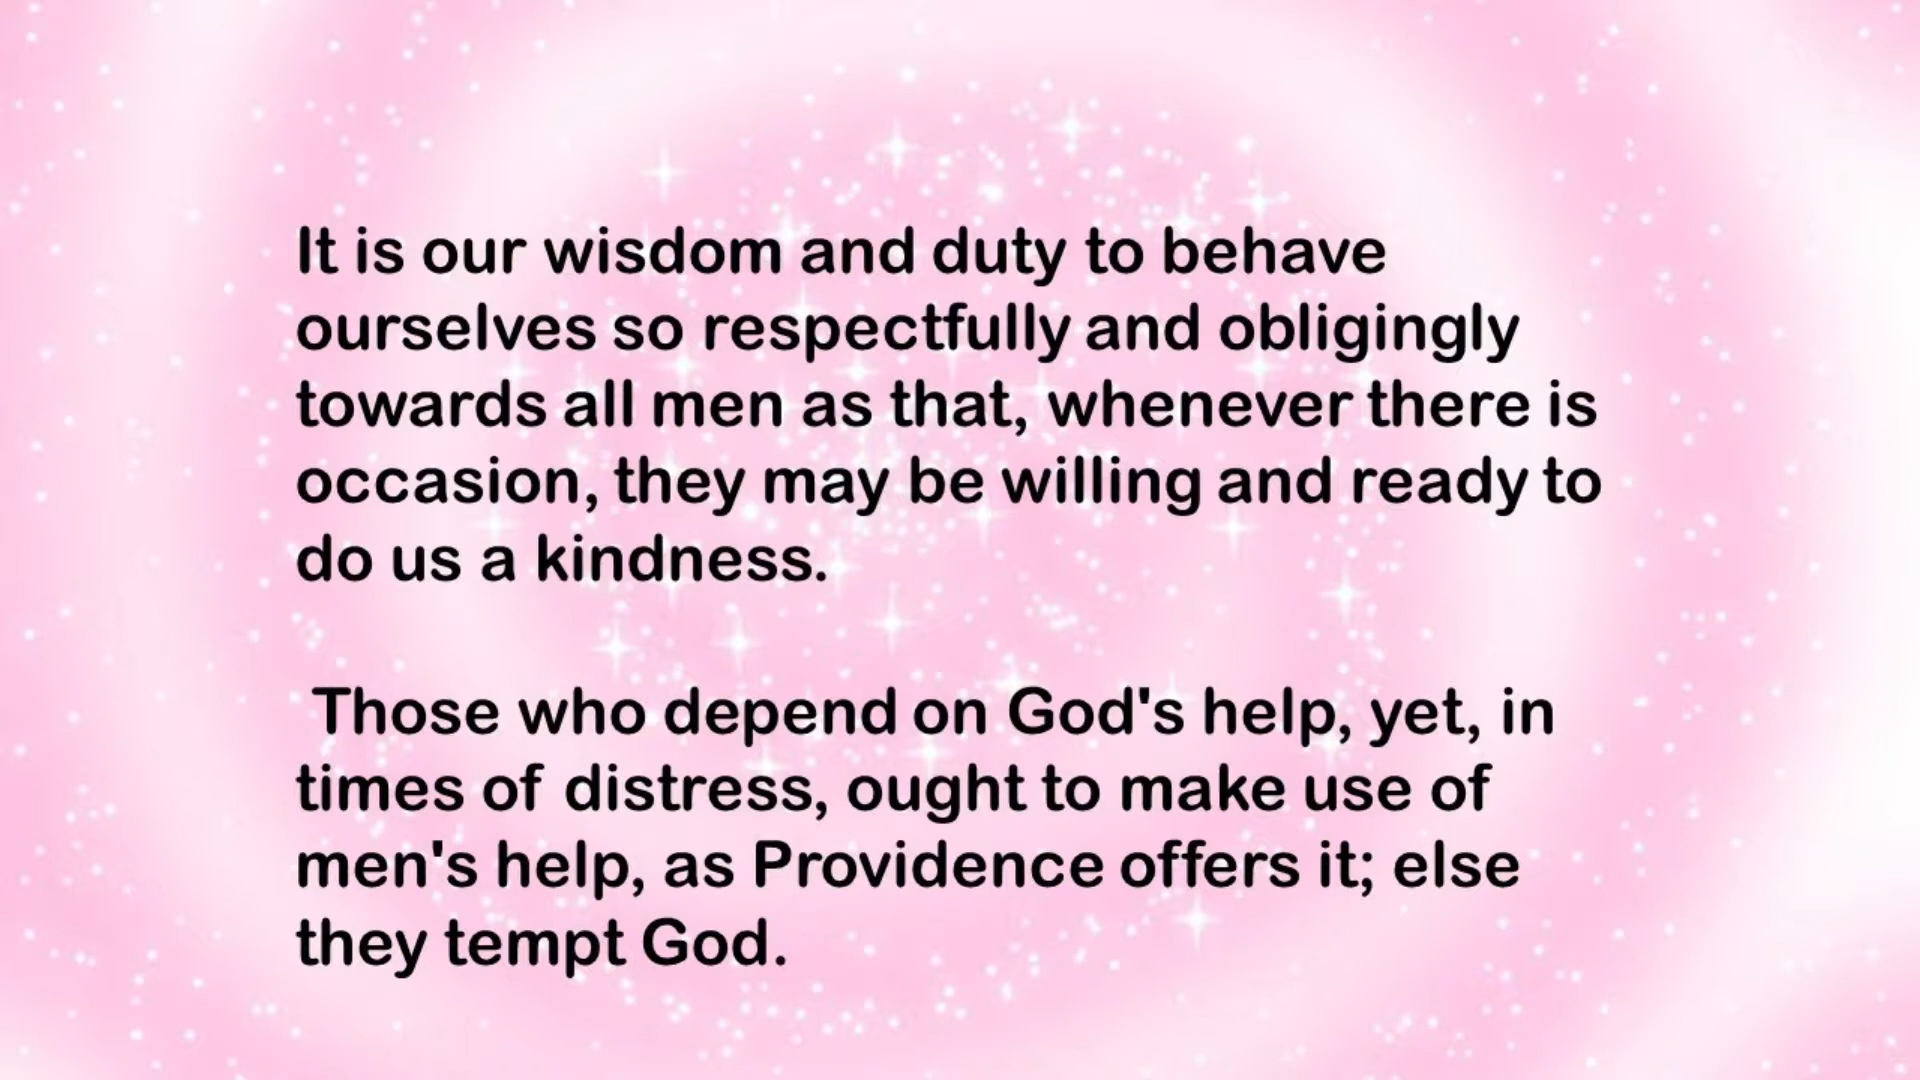 It is our wisdom and duty to behave
ourselves so respectfully and obligingly
towards all men as that, whenever there is
occasion, they may be willing and ready to
do us a kindness.
Those who depend on God's help, yet, in
times of distress, ought to make use of
men's help, as Providence offers it; else
they tempt God.